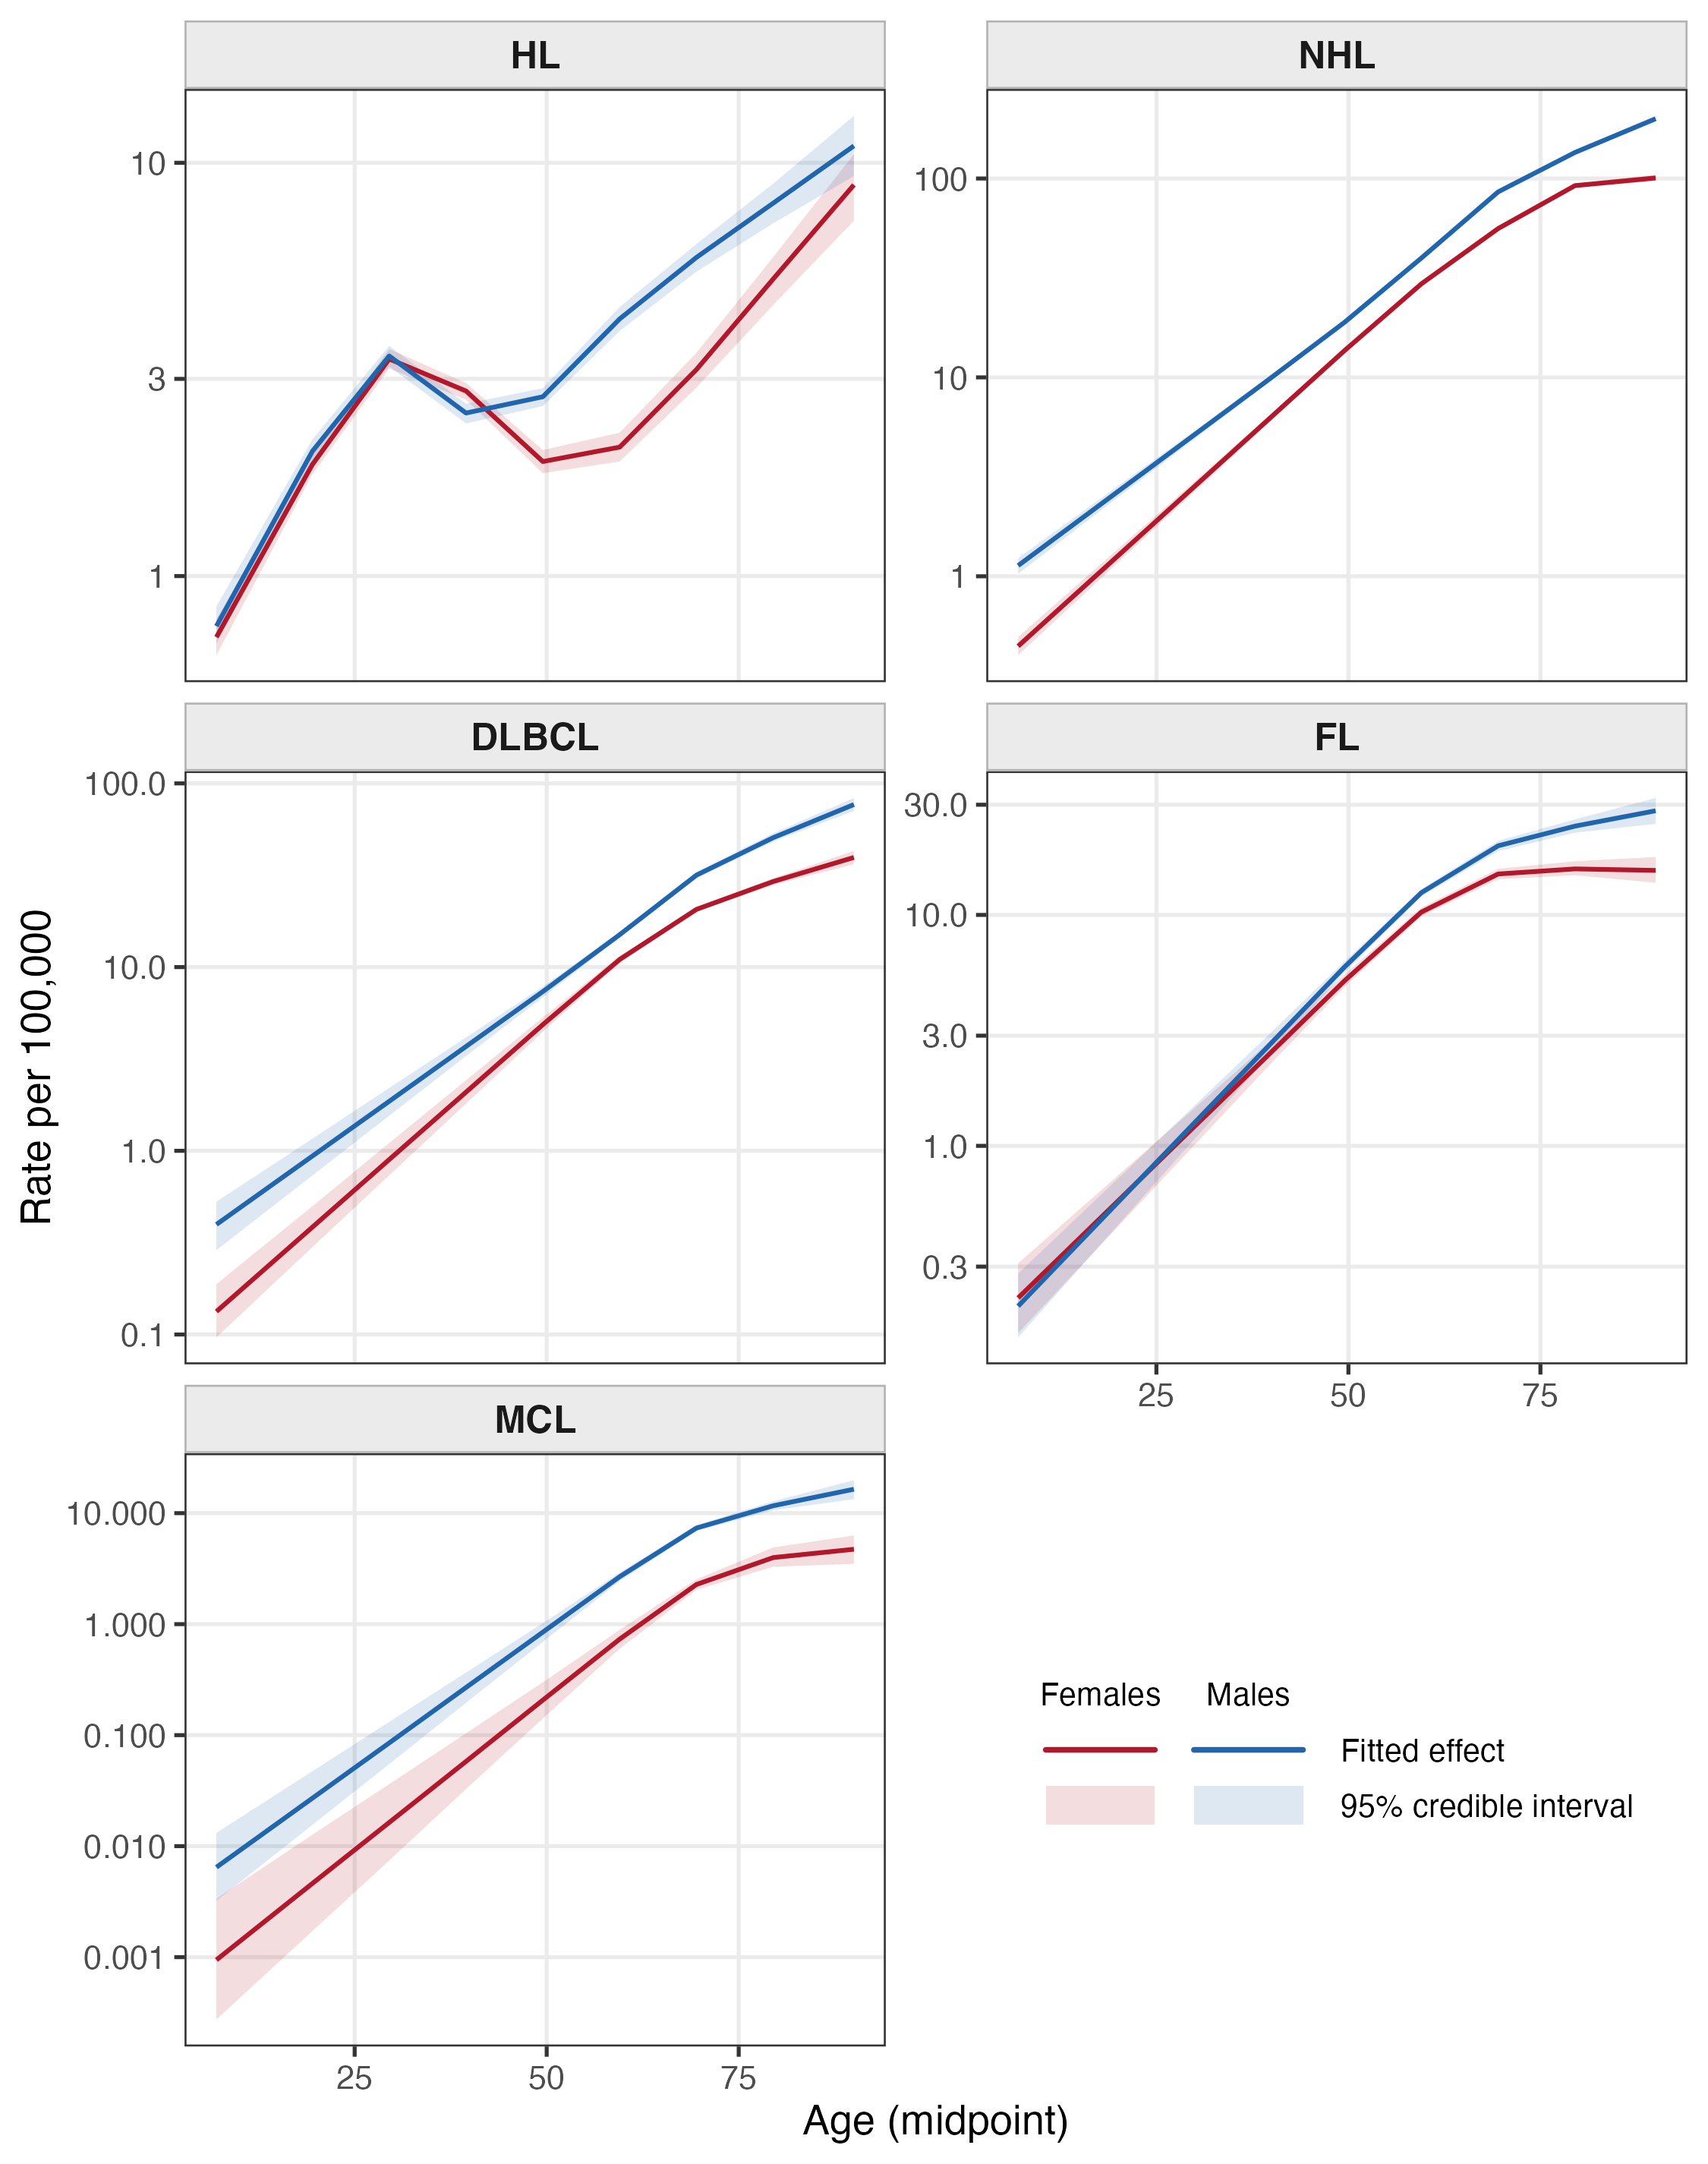 HL
NHL
10
3
1
100
10
1
DLBCL
FL
100.0
10.0
1.0
0.1
30.0
10.0
3.0
1.0
0.3
25 50 75
MCL
10.000
1.000
0.100
0.010
0.001
25 50 75
Rate per 100,000
Age (midpoint)
Females Males
Fitted effect
95% credible interval